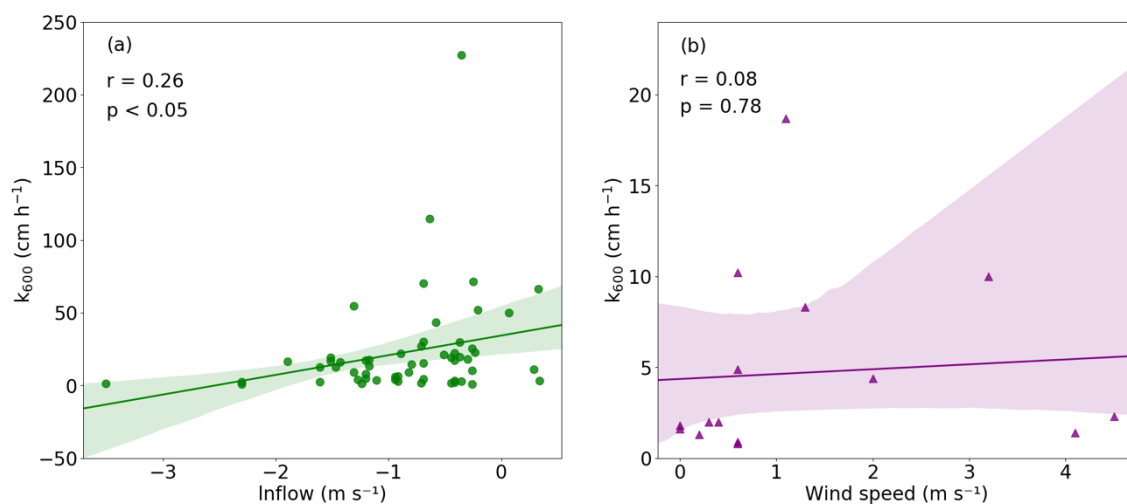 (a)
r = 0.26
p < 0.05
k₆₀₀ (cm h⁻¹)
250
200
150
100
50
0
−50
−3
−2
−1
0
Inflow (m s⁻¹)
(b)
r = 0.08
p = 0.78
k₆₀₀ (cm h⁻¹)
20
15
10
5
0
0
1
2
3
4
Wind speed (m s⁻¹)